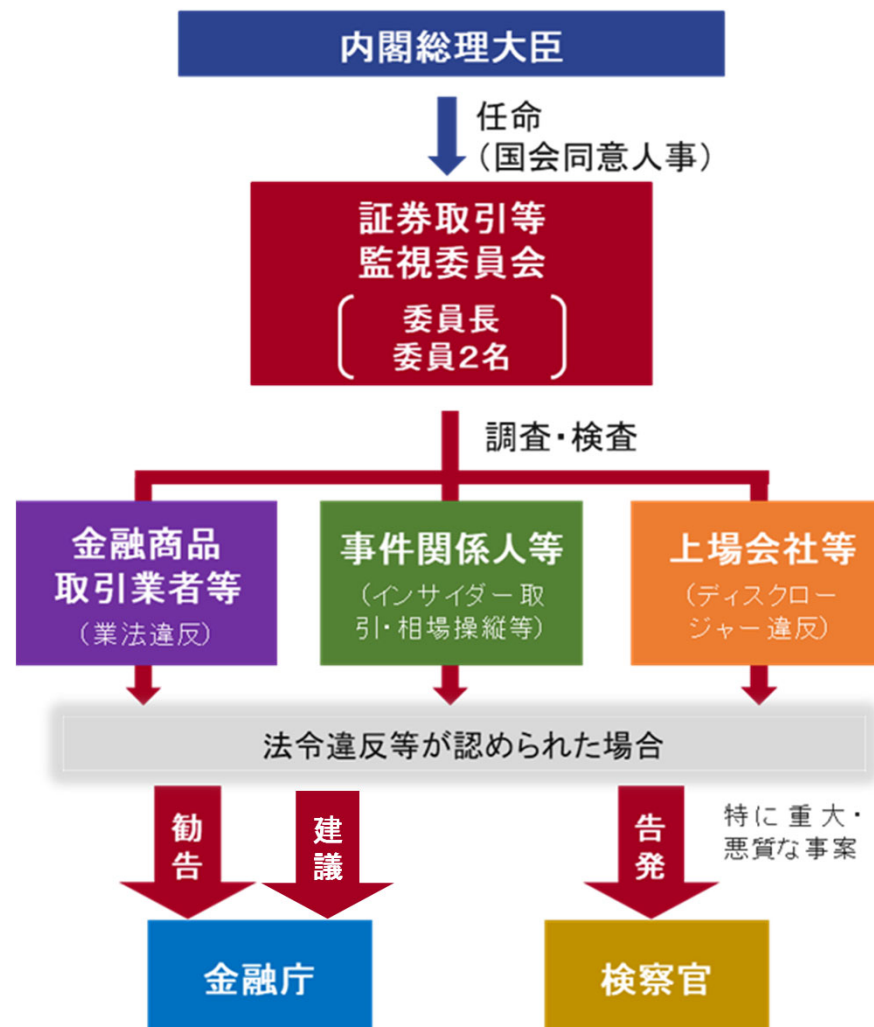 内閣総理大臣
任命
（国会同意人事）
証券取引等
監視委員会
委員長
委員２名
調査・検査
金融商品
取引業者等
（業法違反）
事件関係人等
（インサイダー取
引・相場操縦等）
上場会社等
（ディスクロー
ジャー違反）
法令違反等が認められた場合
勧告
建議
告発
特に重大・
悪質な事案
金融庁
検察官